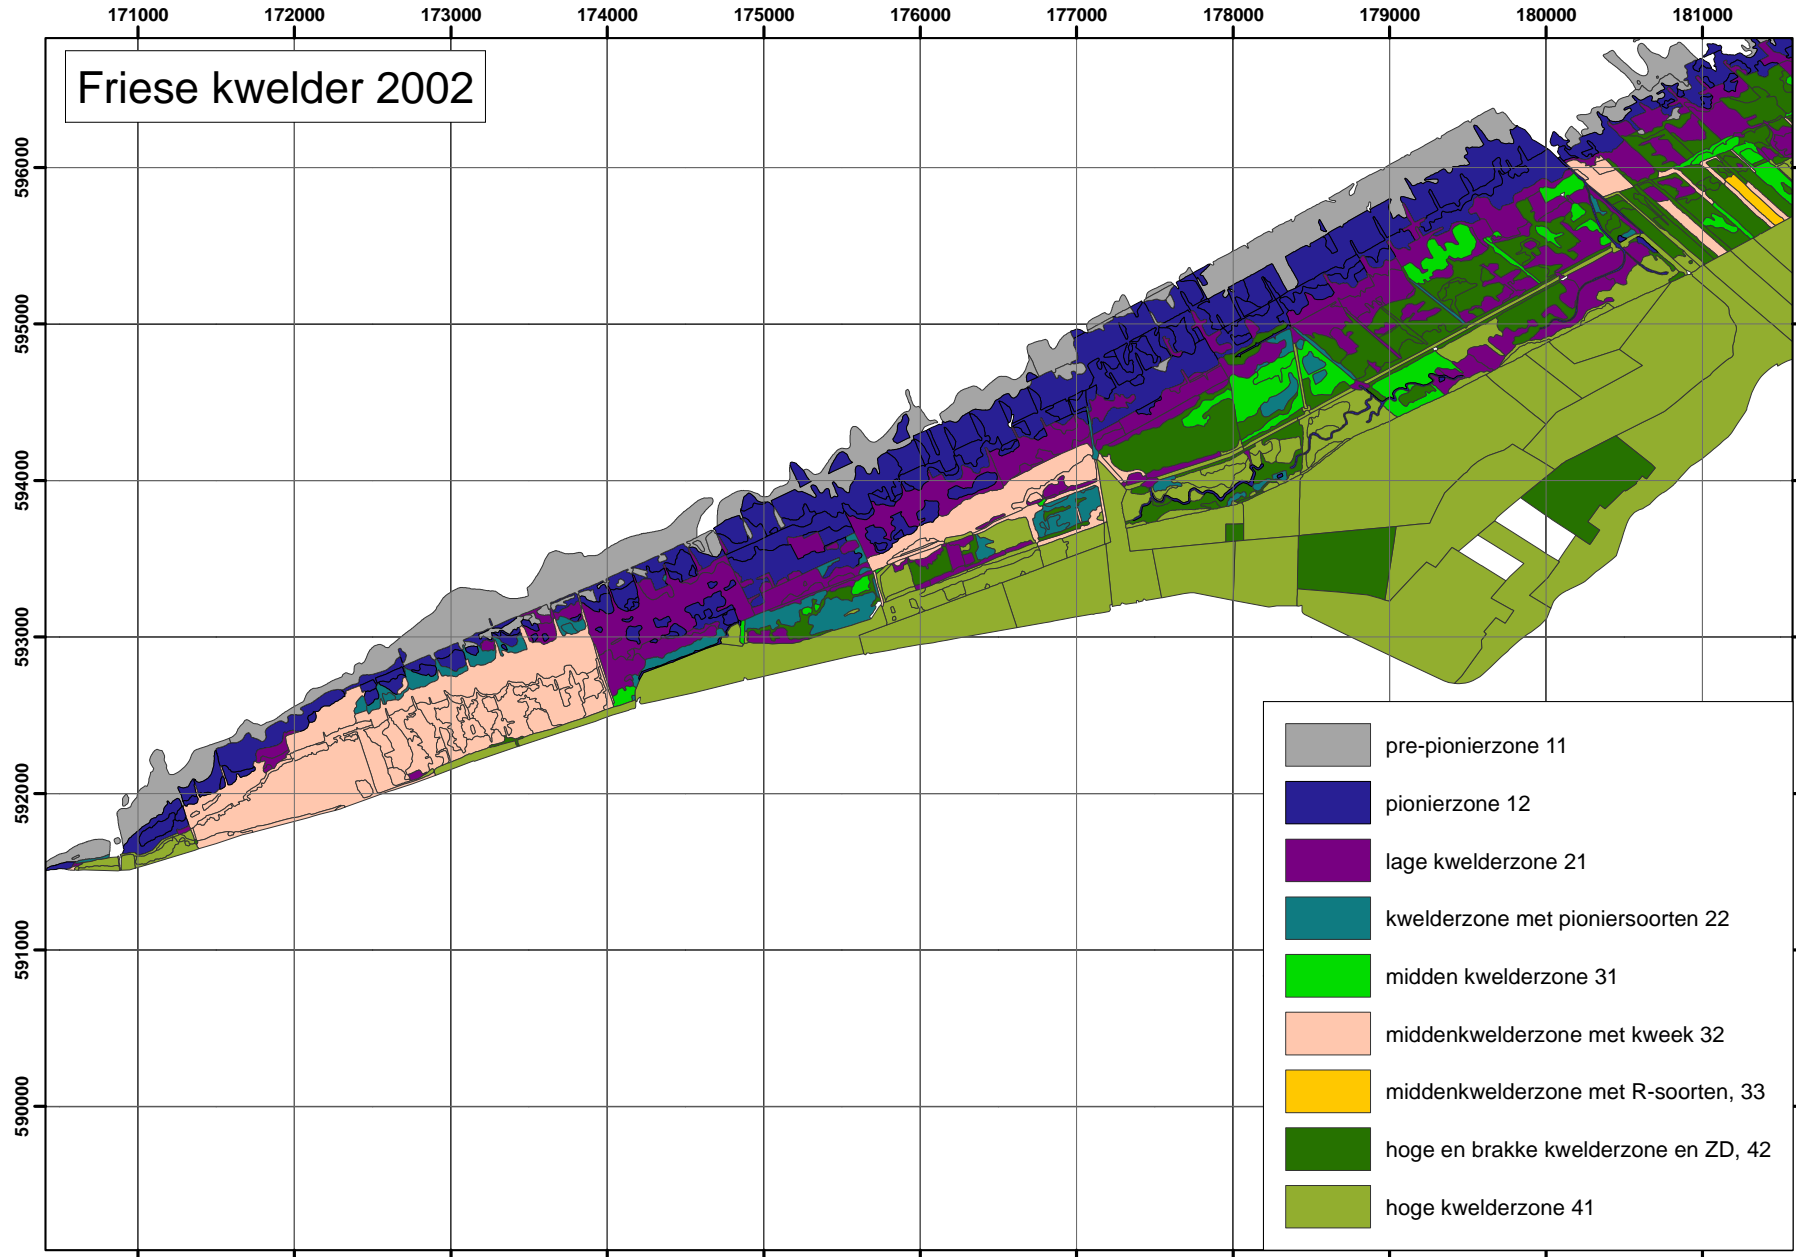 171000 172000 173000 174000 175000 176000 177000 178000 179000 180000 181000
Friese kwelder 2002
596000
595000
594000
593000
592000
591000
590000
pre-pionierzone 11
pionierzone 12
lage kwelderzone 21
kwelderzone met pioniersoorten 22
midden kwelderzone 31
middenkwelderzone met kweek 32
middenkwelderzone met R-soorten, 33
hoge en brakke kwelderzone en ZD, 42
hoge kwelderzone 41